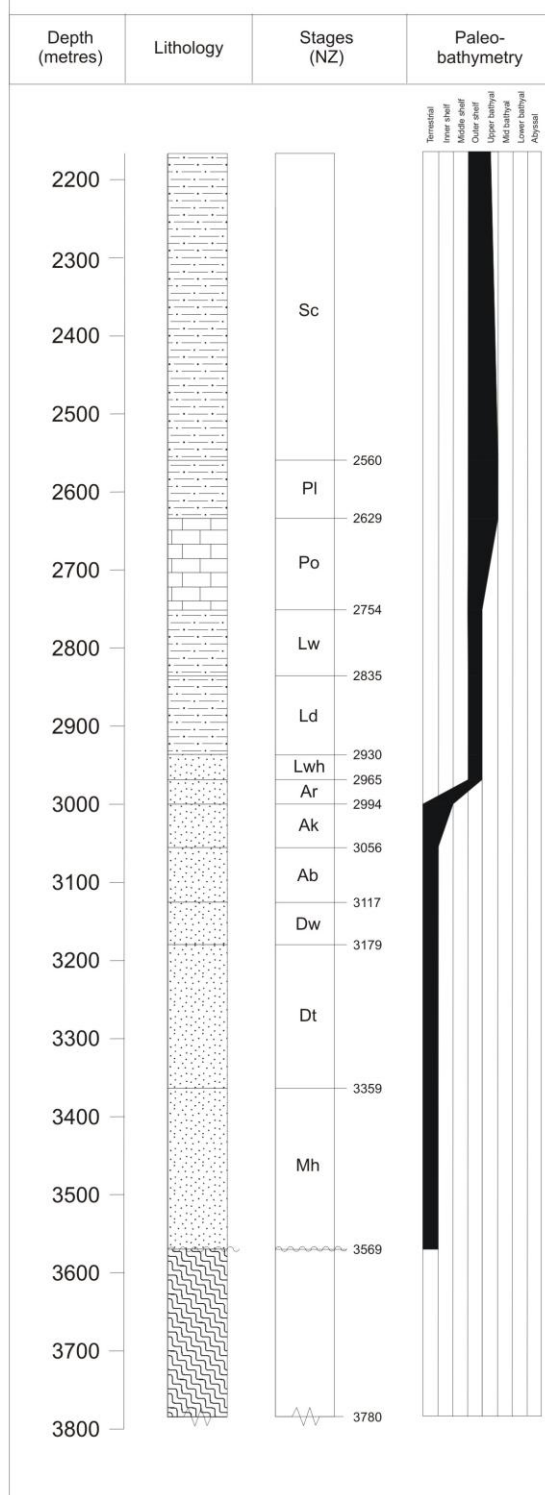 Depth
(metres)
Lithology
Stages
(NZ)
Paleo-
bathymetry
Terrestrial
Inner shelf
Middle shelf
Outer shelf
Upper bathyal
Mid bathyal
Lower bathyal
Abyssal
2200
2300
2400
2500
2600
2700
2800
2900
3000
3100
3200
3300
3400
3500
3600
3700
3800
Sc
2560
Pl
2629
Po
2754
Lw
2835
Ld
2930
Lwh
2965
Ar
2994
Ak
3056
Ab
3117
Dw
3179
Dt
3359
Mh
3569
3780